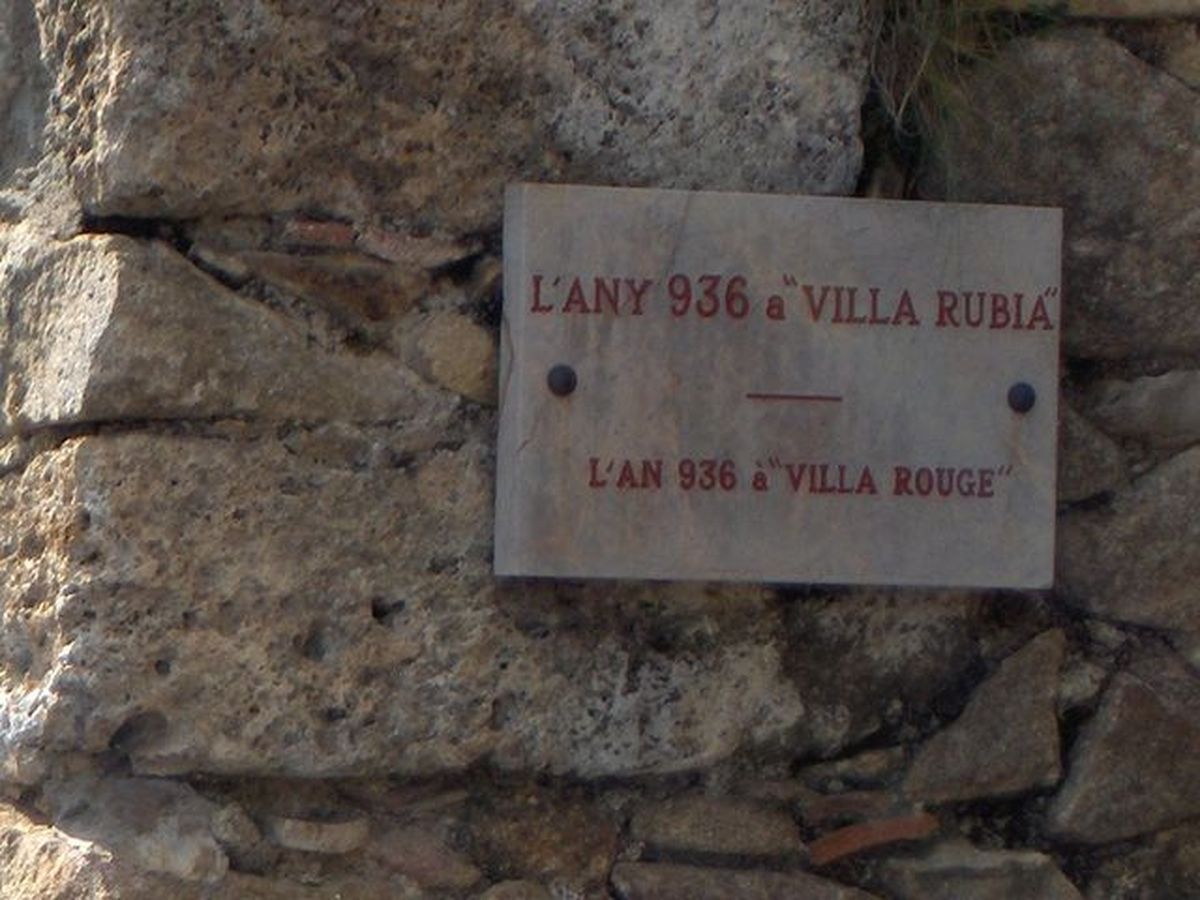 L'ANY 936 a "VILLA RUBIA"
L'AN 936 à "VILLA ROUGE"